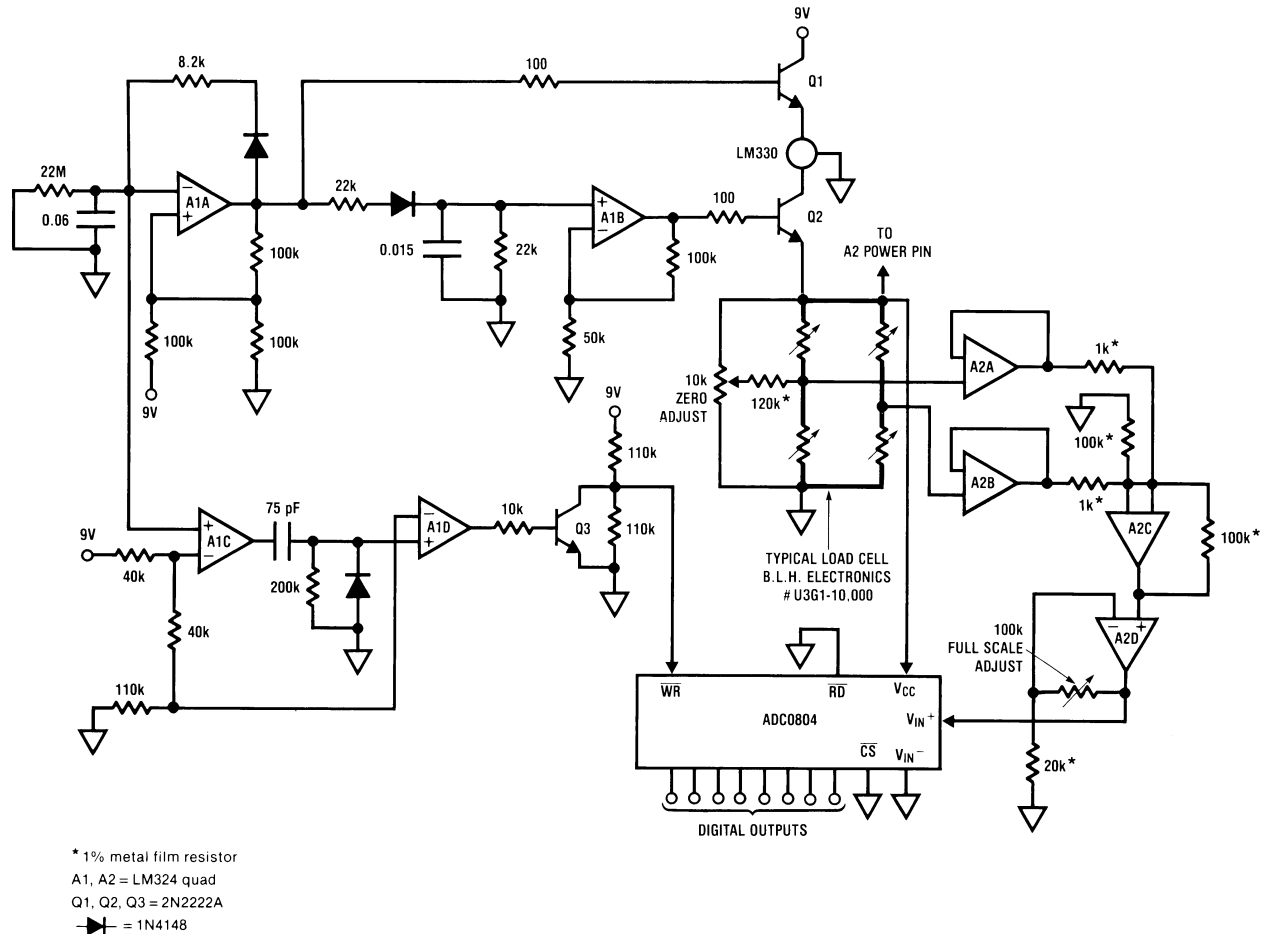 9V
8.2k
100
Q1
LM330
22M
0.06
A1A
22k
0.015
22k
A1B
100
Q2
100k
100k
50k
100k
100k
9V
TO
A2 POWER PIN
10k
ZERO
ADJUST
120k*
A2A
1k*
100k*
A2B
1k*
A2C
100k*
9V
110k
110k
75 pF
A1C
9V
40k
200k
A1D
10k
Q3
40k
110k
TYPICAL LOAD CELL
B.L.H. ELECTRONICS
# U3G1-10,000
A2D
100k
FULL SCALE
ADJUST
20k*
WR
RD
VCC
ADC0804
VIN+
CS
VIN−
DIGITAL OUTPUTS
* 1% metal film resistor
A1, A2 = LM324 quad
Q1, Q2, Q3 = 2N2222A
= 1N4148